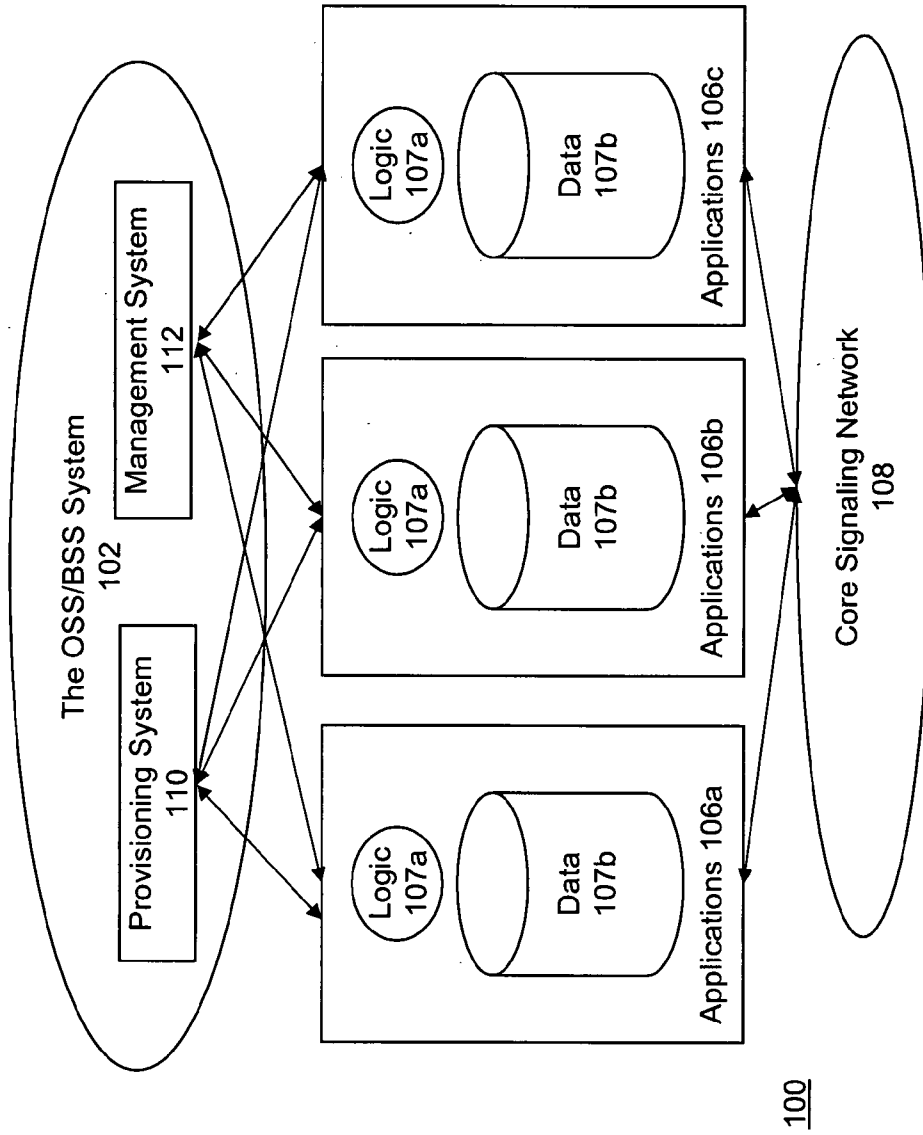 The OSS/BSS System
102
Provisioning System
110
Management System
112
Logic
107a
Data
107b
Applications 106a
Logic
107a
Data
107b
Applications 106b
Logic
107a
Data
107b
Applications 106c
Core Signaling Network
108
100